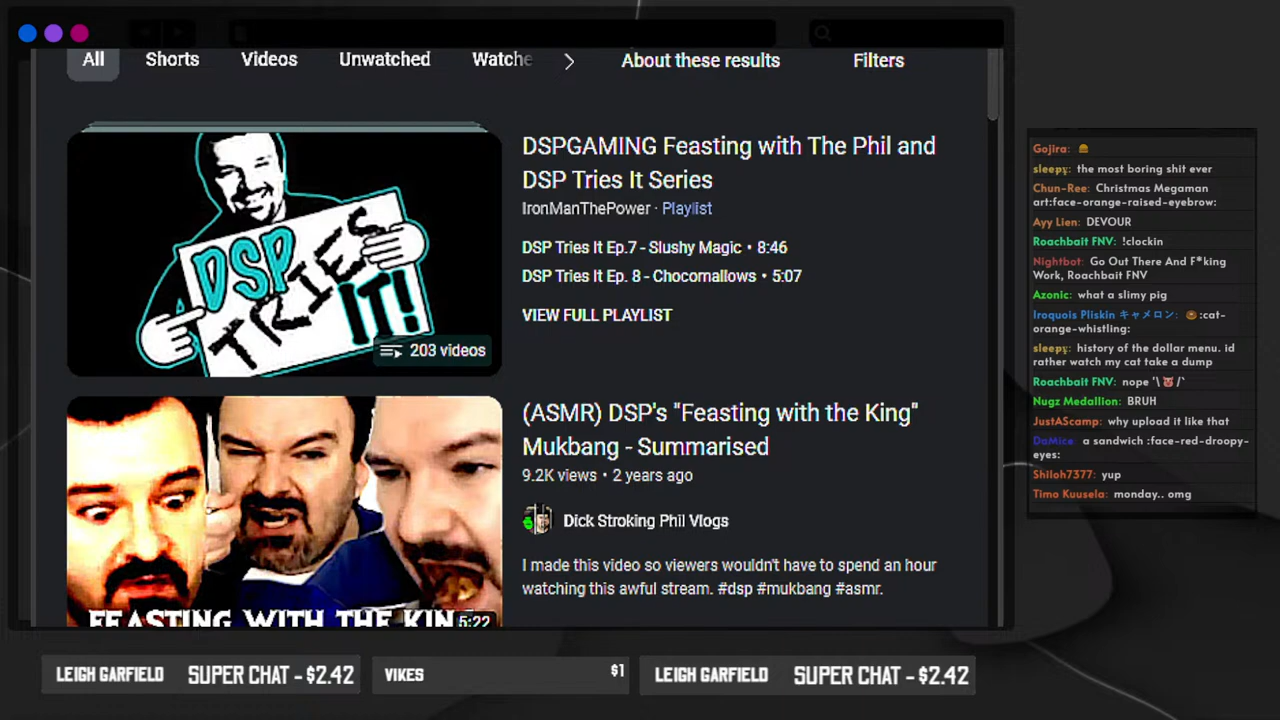 All
Shorts
Videos
Unwatched
Watche
About these results
Filters
DSP
TRIES
IT!
203 videos
DSPGAMING Feasting with The Phil and
DSP Tries It Series
IronManThePower · Playlist
DSP Tries It Ep.7 - Slushy Magic • 8:46
DSP Tries It Ep. 8 - Chocomallows • 5:07
VIEW FULL PLAYLIST
FEASTING WITH THE KIN
5:22
(ASMR) DSP's "Feasting with the King"
Mukbang - Summarised
9.2K views • 2 years ago
Dick Stroking Phil Vlogs
I made this video so viewers wouldn't have to spend an hour
watching this awful stream. #dsp #mukbang #asmr.
Gojira: 🍔
sleepy: the most boring shit ever
Chun-Ree: Christmas Megaman
art:face-orange-raised-eyebrow:
Ayy Lien: DEVOUR
Roachbait FNV: !clockin
Nightbot: Go Out There And F*king
Work, Roachbait FNV
Azonic: what a slimy pig
Iroquois Pliskin キャメロン: 🍩:cat-
orange-whistling:
sleepy: history of the dollar menu. id
rather watch my cat take a dump
Roachbait FNV: nope '\ 🐷 /`
Nugz Medallion: BRUH
JustAScamp: why upload it like that
DaMice: a sandwich :face-red-droopy-
eyes:
Shiloh7377: yup
Timo Kuusela: monday.. omg
LEIGH GARFIELD SUPER CHAT - $2.42
VIKES $1
LEIGH GARFIELD SUPER CHAT - $2.42